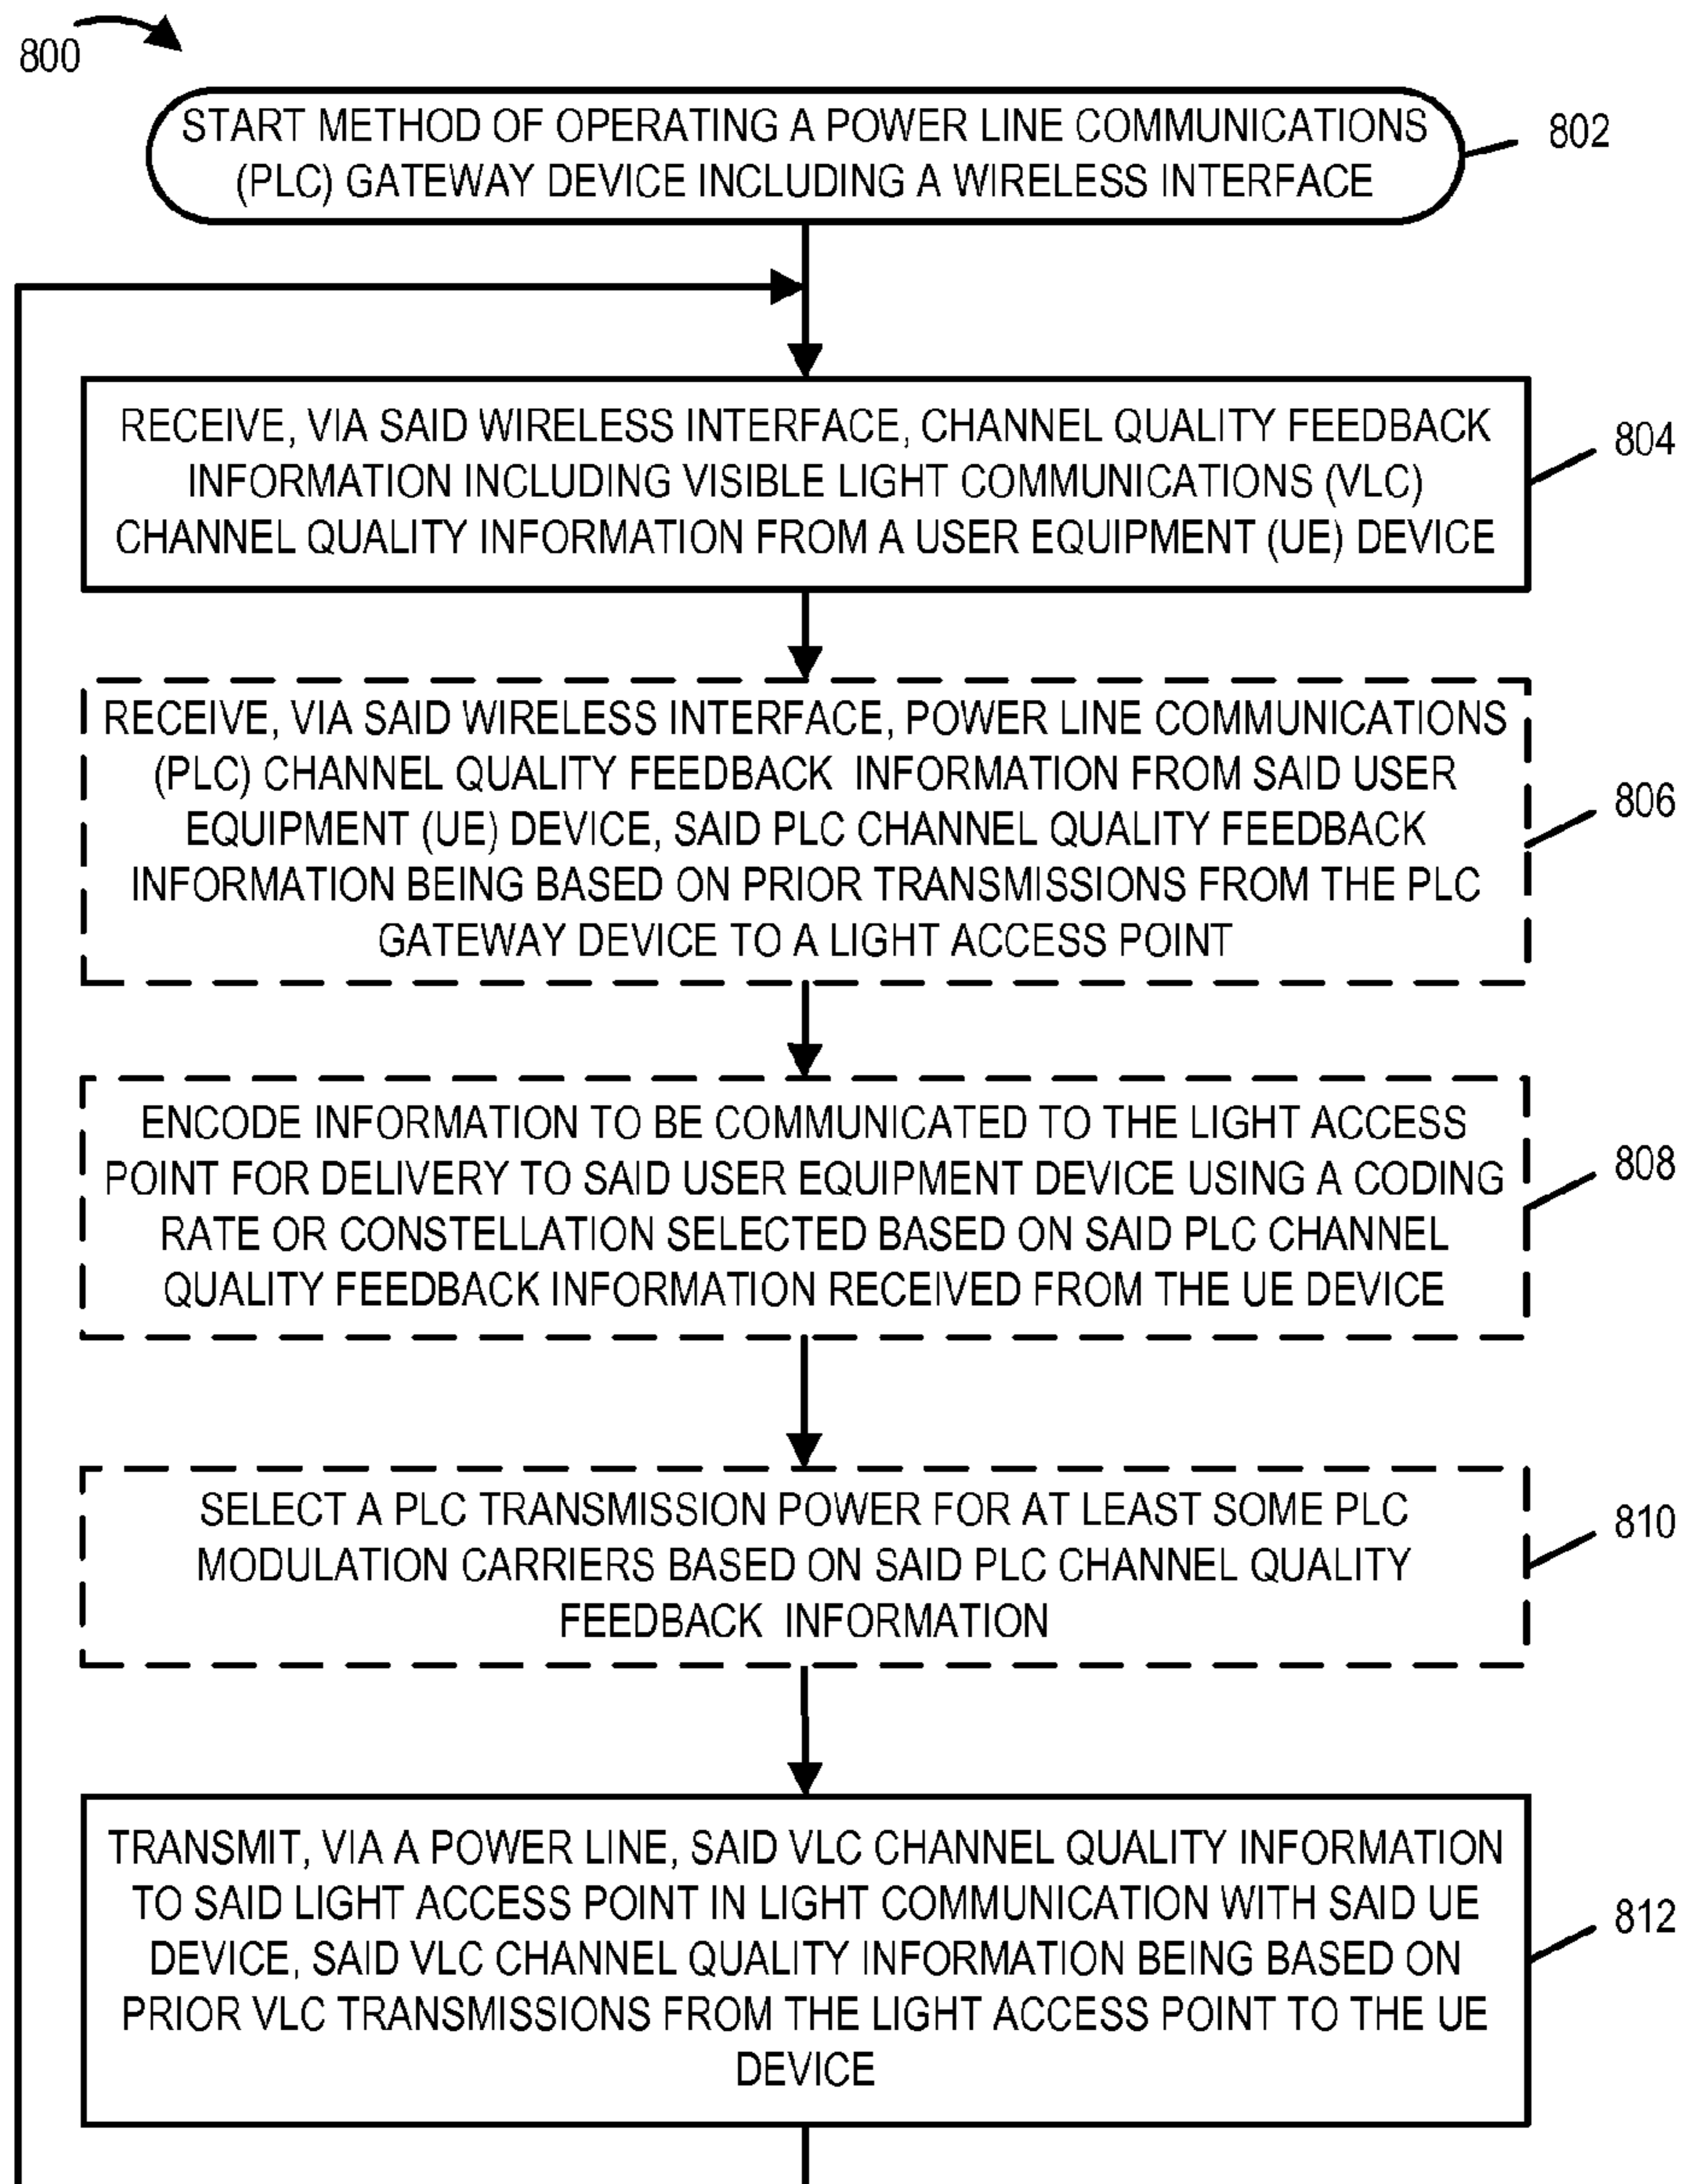 800
START METHOD OF OPERATING A POWER LINE COMMUNICATIONS
(PLC) GATEWAY DEVICE INCLUDING A WIRELESS INTERFACE
802
RECEIVE, VIA SAID WIRELESS INTERFACE, CHANNEL QUALITY FEEDBACK
INFORMATION INCLUDING VISIBLE LIGHT COMMUNICATIONS (VLC)
CHANNEL QUALITY INFORMATION FROM A USER EQUIPMENT (UE) DEVICE
804
RECEIVE, VIA SAID WIRELESS INTERFACE, POWER LINE COMMUNICATIONS
(PLC) CHANNEL QUALITY FEEDBACK INFORMATION FROM SAID USER
EQUIPMENT (UE) DEVICE, SAID PLC CHANNEL QUALITY FEEDBACK
INFORMATION BEING BASED ON PRIOR TRANSMISSIONS FROM THE PLC
GATEWAY DEVICE TO A LIGHT ACCESS POINT
806
ENCODE INFORMATION TO BE COMMUNICATED TO THE LIGHT ACCESS
POINT FOR DELIVERY TO SAID USER EQUIPMENT DEVICE USING A CODING
RATE OR CONSTELLATION SELECTED BASED ON SAID PLC CHANNEL
QUALITY FEEDBACK INFORMATION RECEIVED FROM THE UE DEVICE
808
SELECT A PLC TRANSMISSION POWER FOR AT LEAST SOME PLC
MODULATION CARRIERS BASED ON SAID PLC CHANNEL QUALITY
FEEDBACK INFORMATION
810
TRANSMIT, VIA A POWER LINE, SAID VLC CHANNEL QUALITY INFORMATION
TO SAID LIGHT ACCESS POINT IN LIGHT COMMUNICATION WITH SAID UE
DEVICE, SAID VLC CHANNEL QUALITY INFORMATION BEING BASED ON
PRIOR VLC TRANSMISSIONS FROM THE LIGHT ACCESS POINT TO THE UE
DEVICE
812